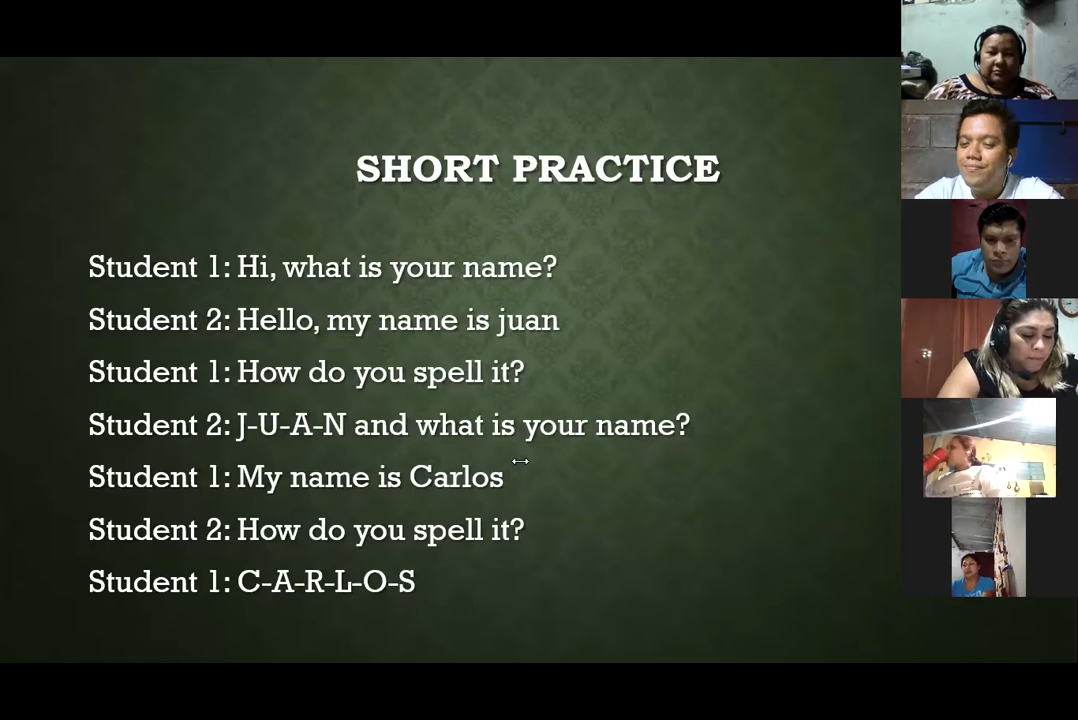 SHORT PRACTICE
Student 1: Hi, what is your name?
Student 2: Hello, my name is juan
Student 1: How do you spell it?
Student 2: J-U-A-N and what is your name?
Student 1: My name is Carlos
Student 2: How do you spell it?
Student 1: C-A-R-L-O-S